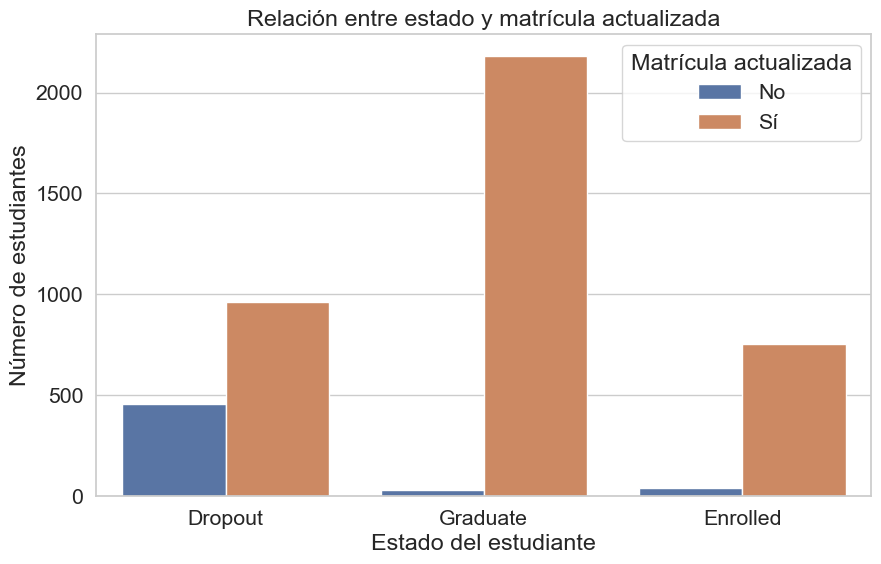 Relación entre estado y matrícula actualizada
Matrícula actualizada
No
Sí
Número de estudiantes
2000
1500
1000
500
0
Dropout
Graduate
Enrolled
Estado del estudiante